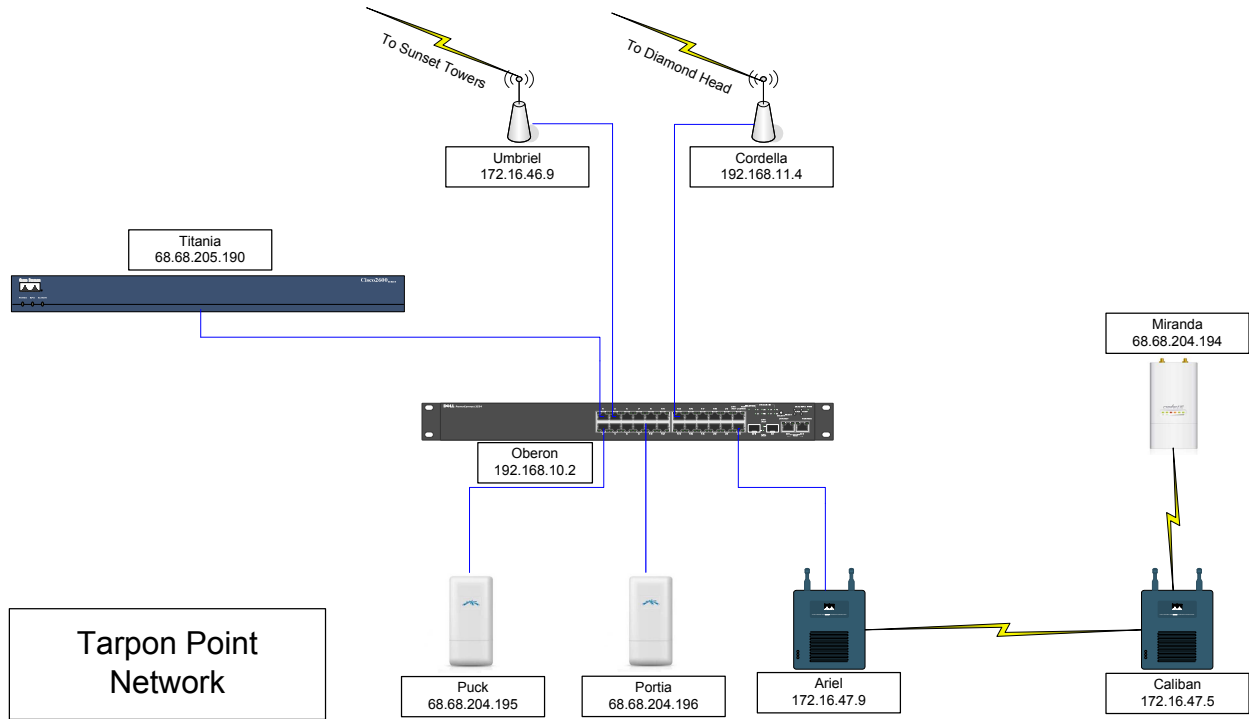 To Sunset Towers
To Diamond Head
Umbriel
172.16.46.9
Cordella
192.168.11.4
Titania
68.68.205.190
Cisco2600
Miranda
68.68.204.194
DELL
Oberon
192.168.10.2
Puck
68.68.204.195
Portia
68.68.204.196
Ariel
172.16.47.9
Caliban
172.16.47.5
Tarpon Point
Network